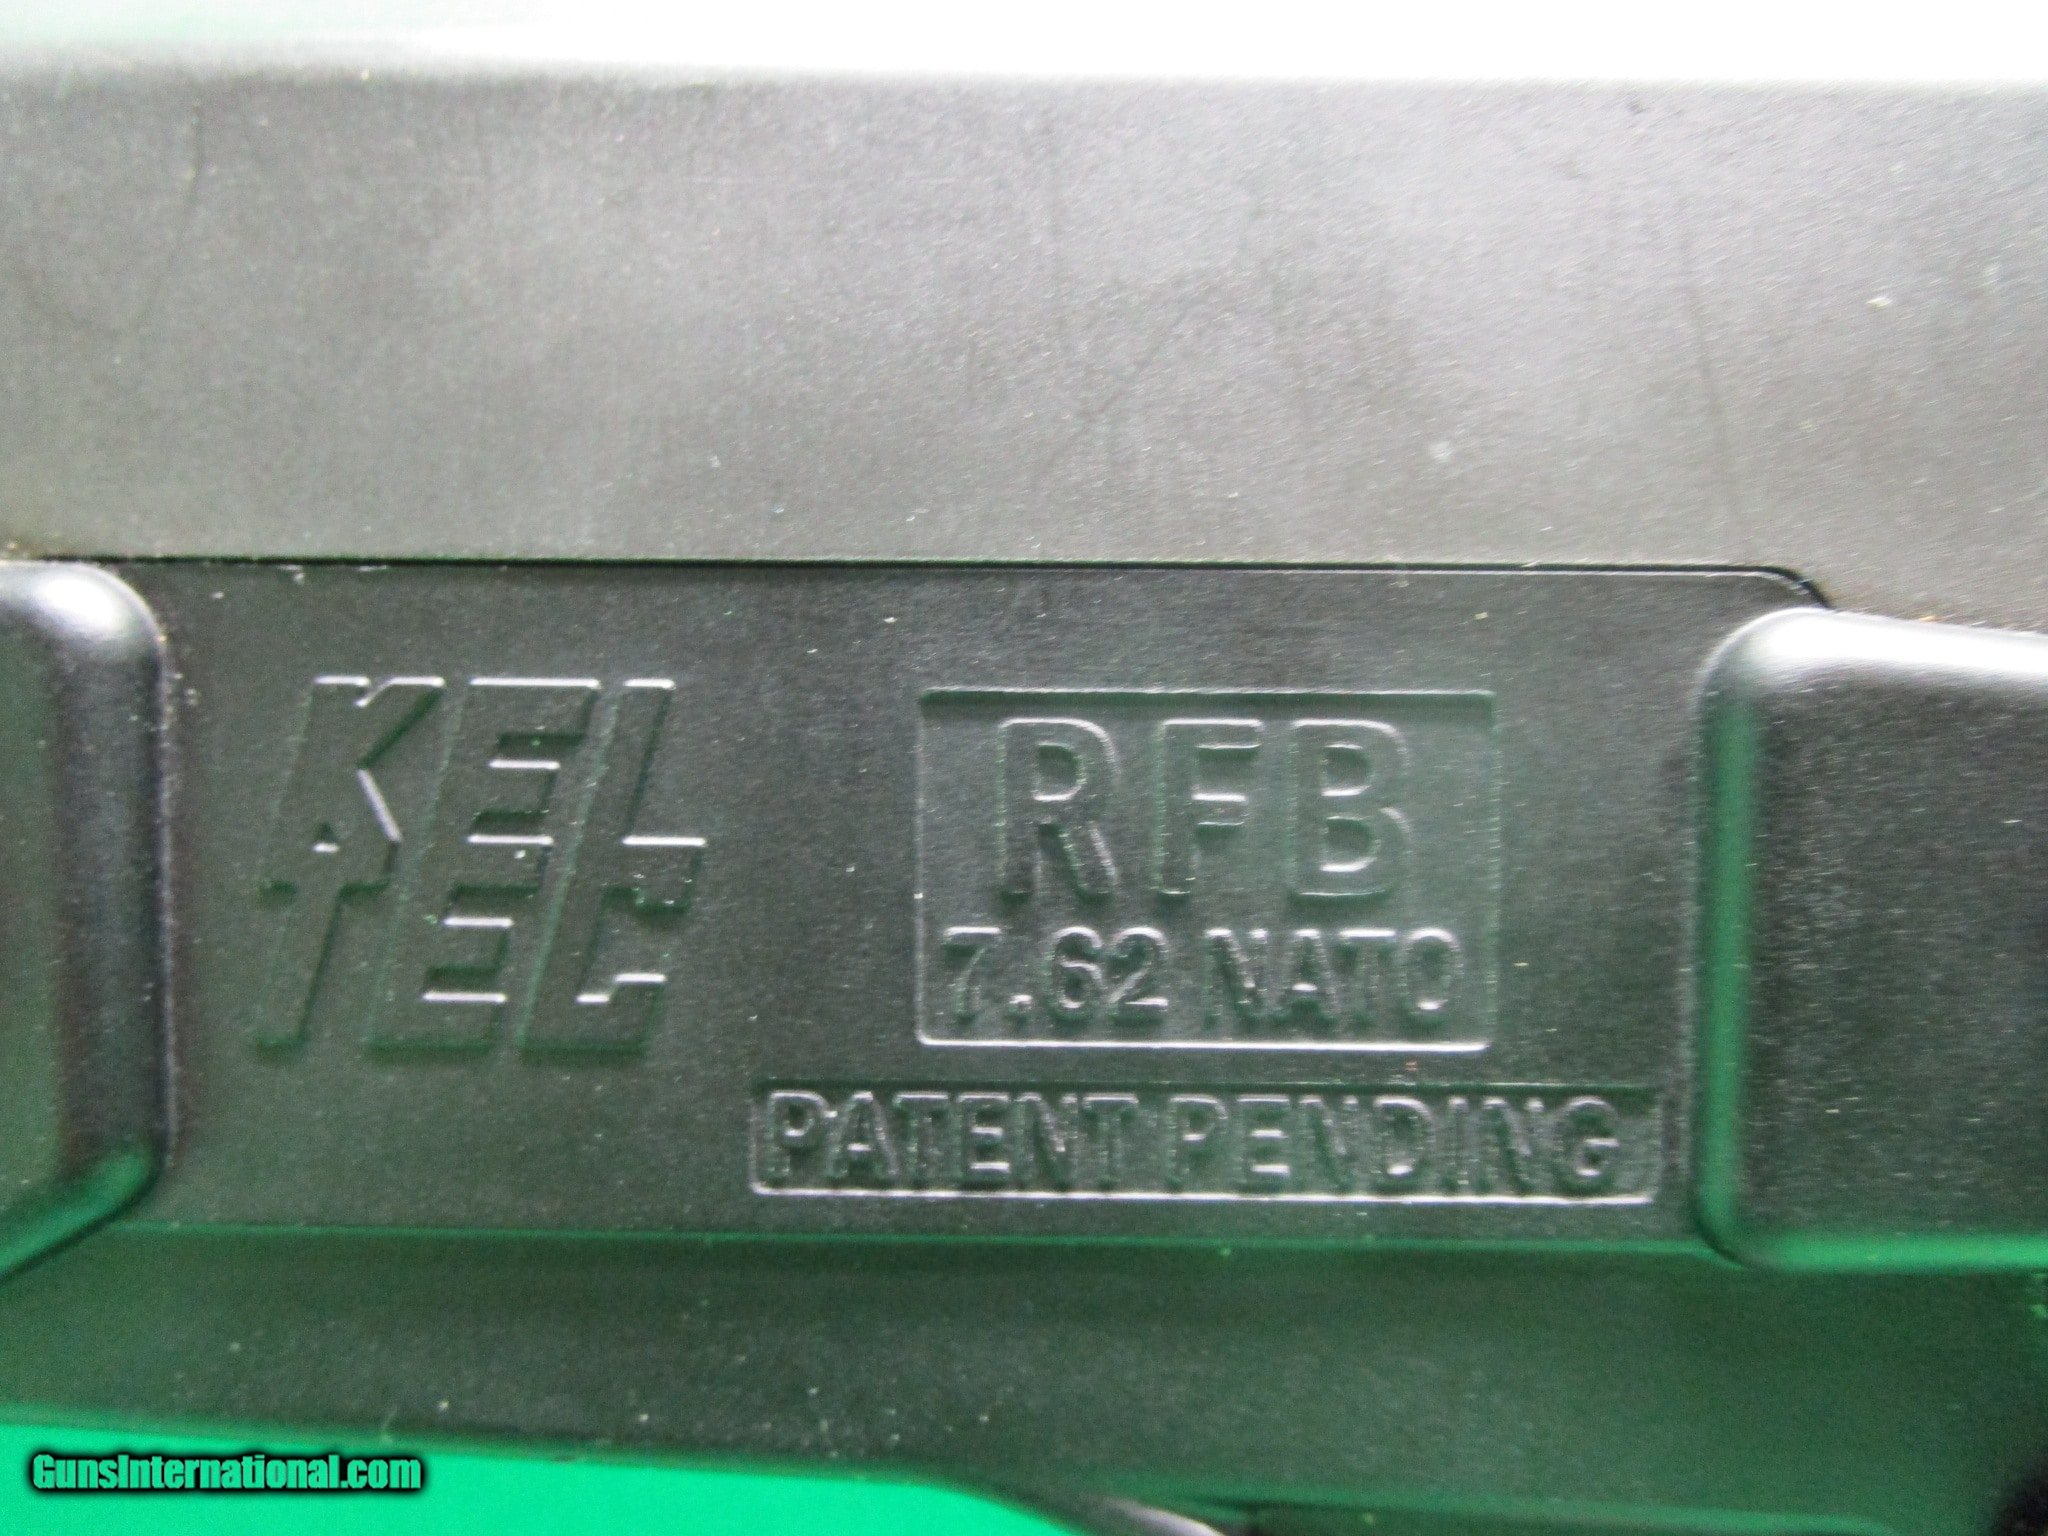 KEL
TEC
RFB
7.62 NATO
PATENT PENDING
GunsInternational.com